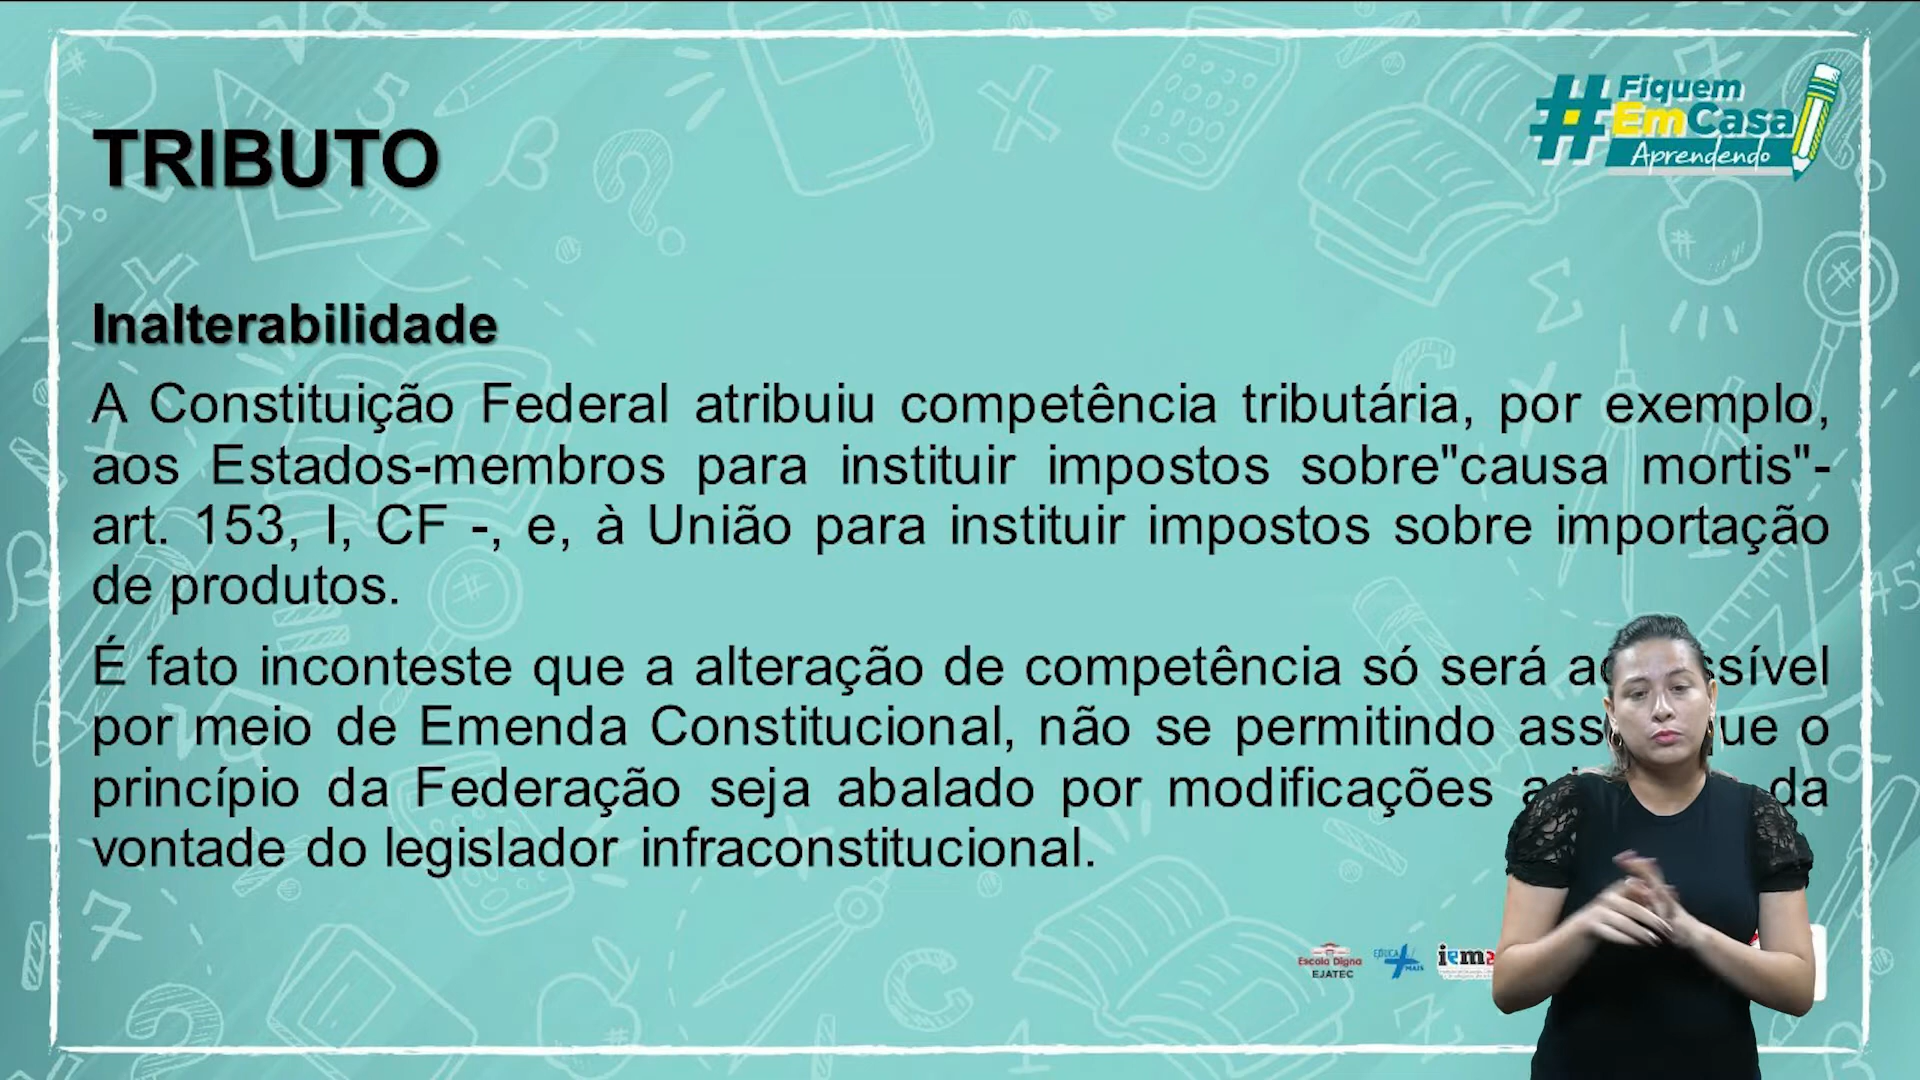 #Fiquem
EmCasa
Aprendendo
TRIBUTO
Inalterabilidade
A Constituição Federal atribuiu competência tributária, por exemplo,
aos Estados-membros para instituir impostos sobre"causa mortis"-
art. 153, I, CF -, e, à União para instituir impostos sobre importação
de produtos.
É fato inconteste que a alteração de competência só será
por meio de Emenda Constitucional, não se permitindo o
princípio da Federação seja abalado por modificações da
vontade do legislador infraconstitucional.
Escola Digna
EJATEC
EDUCA
MAIS
iema